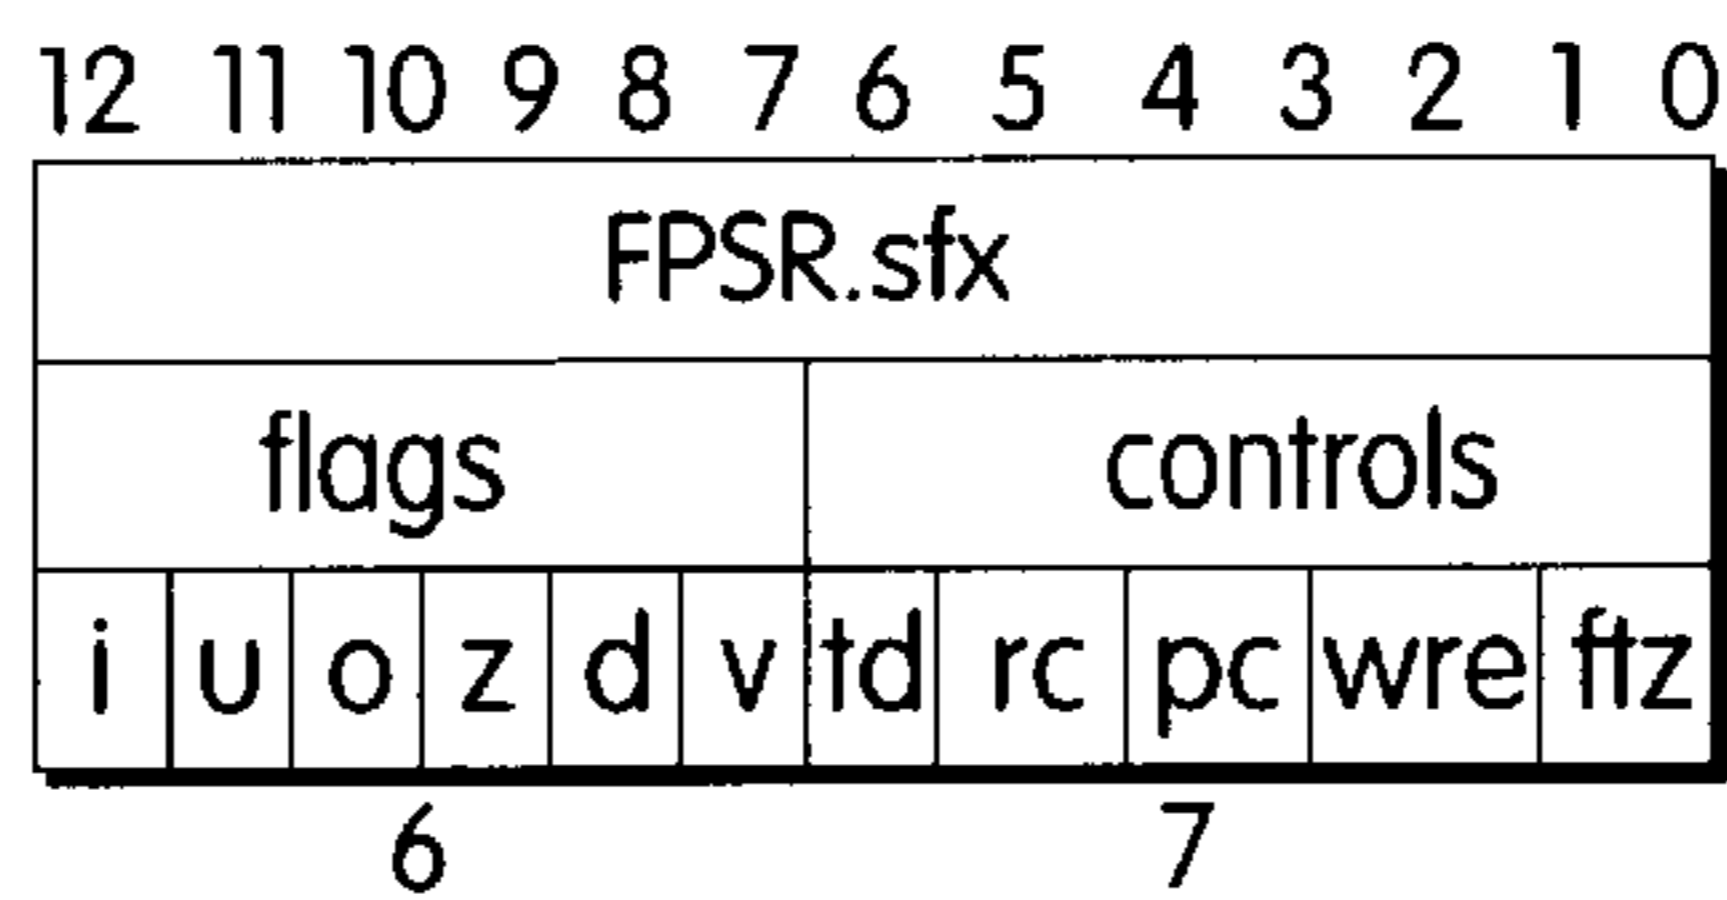 12 11 10 9 8 7 6 5 4 3 2 1 0
FPSR.sfx
flags controls
i u o z d v td rc pc wre ftz
6 7